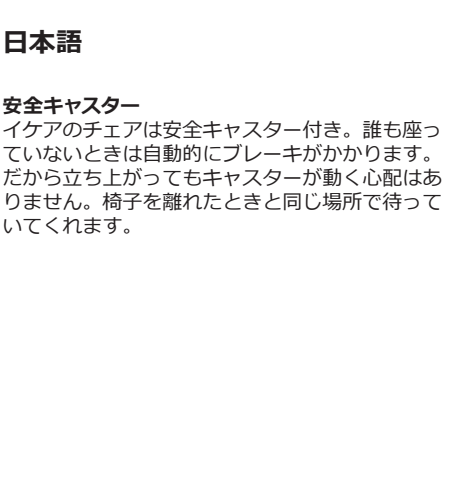 日本語
安全キャスター
イケアのチェアは安全キャスター付き。誰も座っ
ていないときは自動的にブレーキがかかります。
だから立ち上がってもキャスターが動く心配はあ
りません。椅子を離れたときと同じ場所で待って
いてくれます。